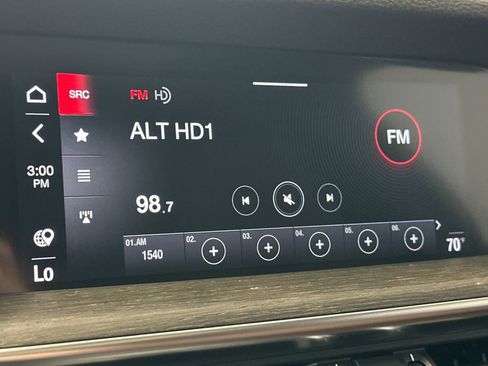 SRC
FM HD
ALT HD1
FM
3:00
PM
98.7
01.AM 02. 03. 04. 05. 06.
1540
Lo
70°F